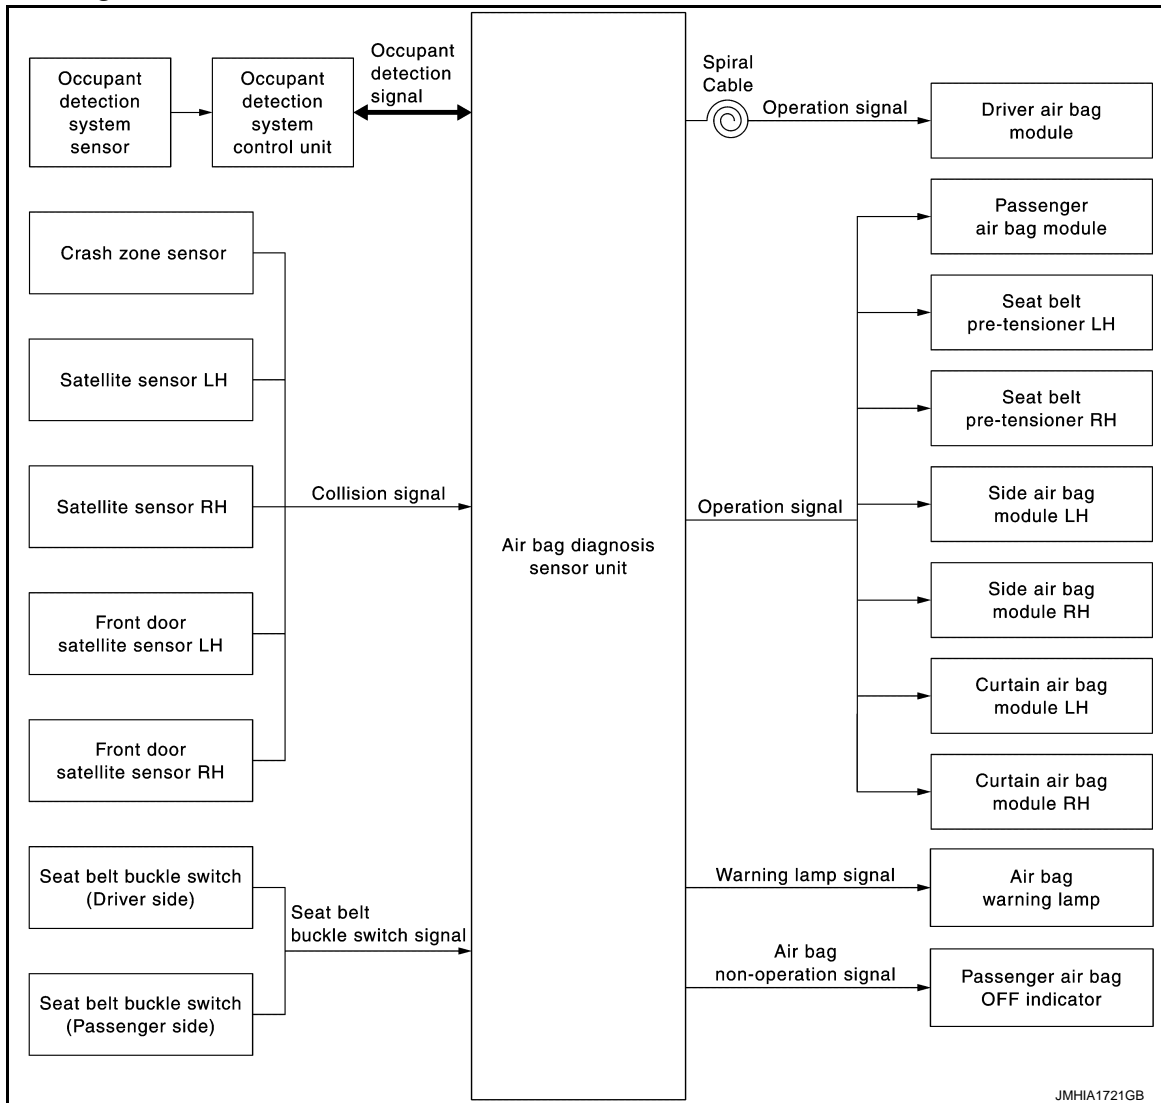 Occupant
detection
system
sensor
Occupant
detection
system
control unit
Occupant
detection
signal
Crash zone sensor
Satellite sensor LH
Satellite sensor RH
Front door
satellite sensor LH
Front door
satellite sensor RH
Collision signal
Seat belt buckle switch
(Driver side)
Seat belt buckle switch
(Passenger side)
Seat belt
buckle switch signal
Air bag diagnosis
sensor unit
Spiral
Cable
Operation signal
Driver air bag
module
Operation signal
Passenger
air bag module
Seat belt
pre-tensioner LH
Seat belt
pre-tensioner RH
Side air bag
module LH
Side air bag
module RH
Curtain air bag
module LH
Curtain air bag
module RH
Warning lamp signal
Air bag
warning lamp
Air bag
non-operation signal
Passenger air bag
OFF indicator
JMHIA1721GB